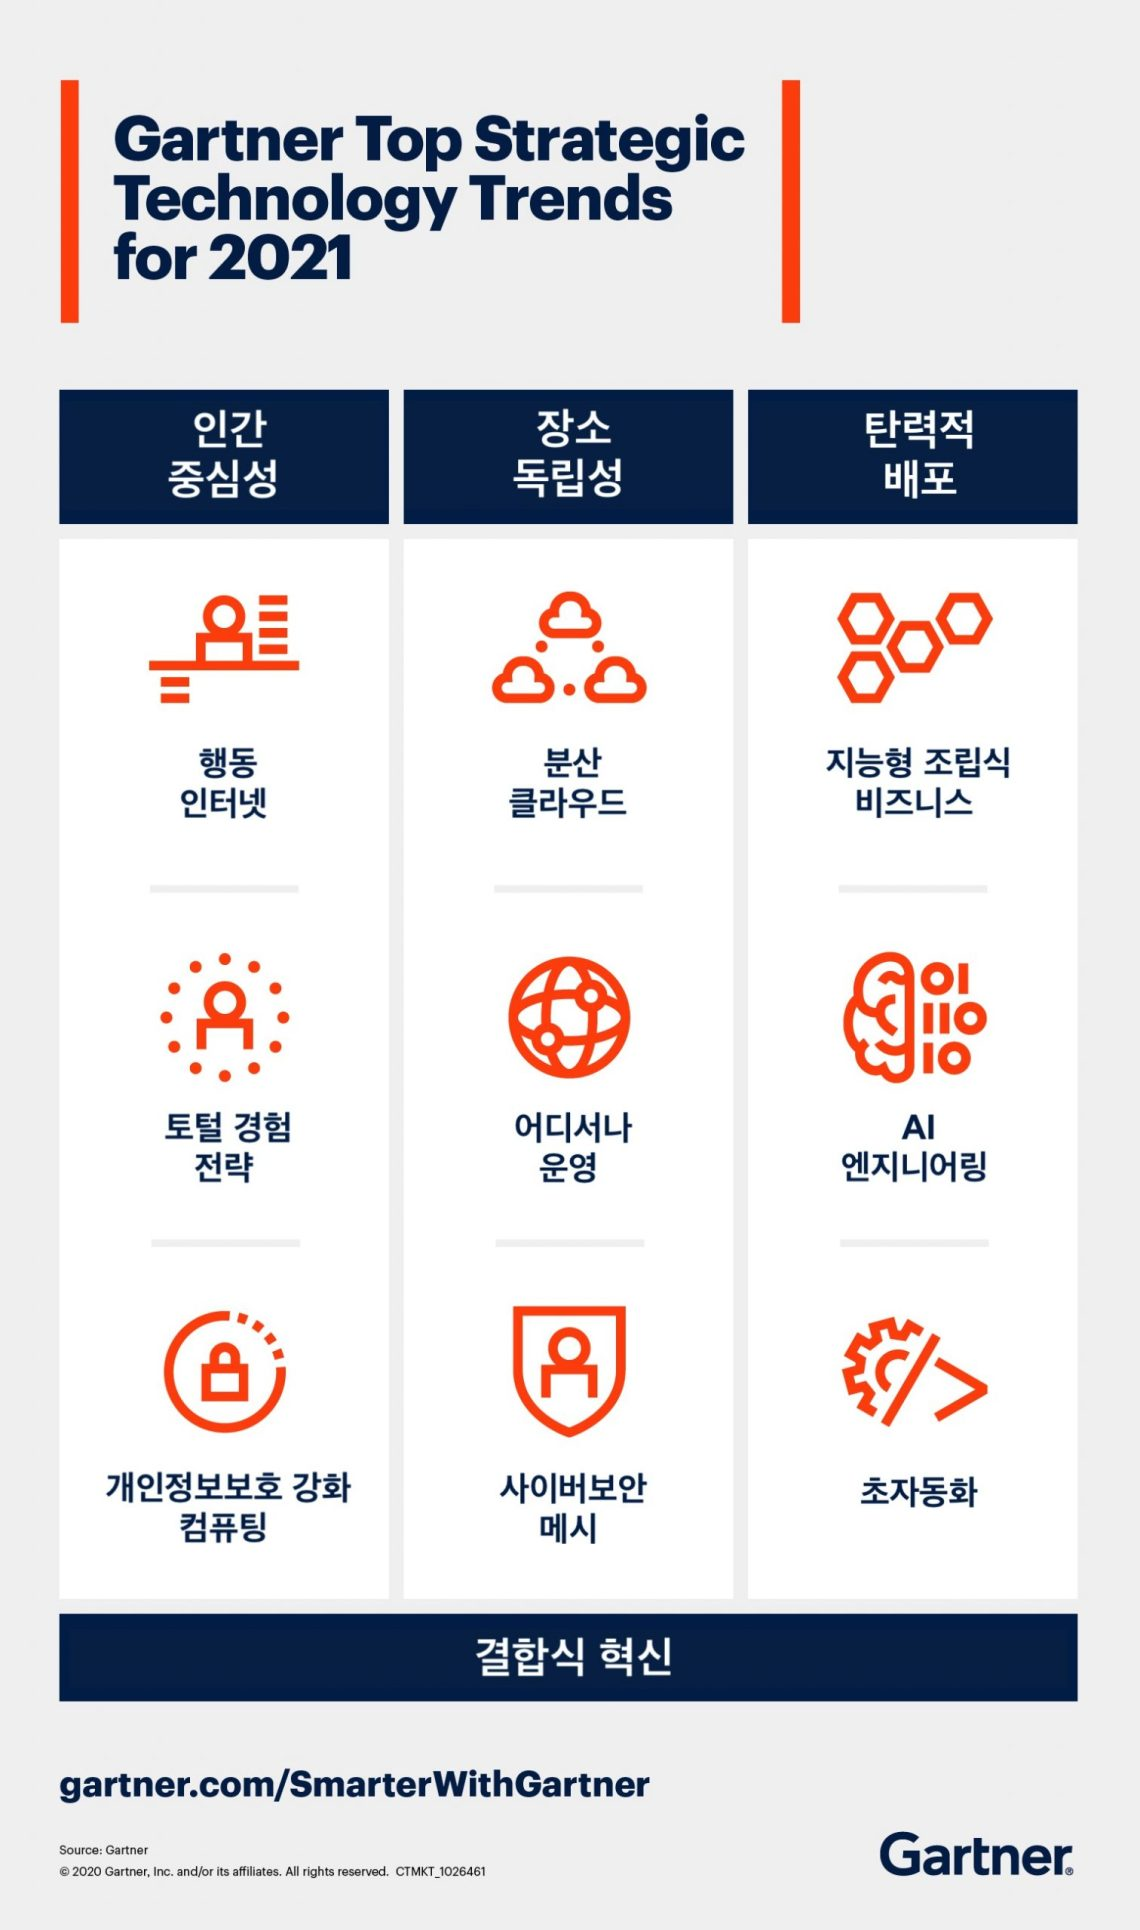 Gartner Top Strategic
Technology Trends
for 2021
인간
중심성
장소
독립성
탄력적
배포
행동
인터넷
분산
클라우드
지능형 조립식
비즈니스
토털 경험
전략
어디서나
운영
AI
엔지니어링
개인정보보호 강화
컴퓨팅
사이버보안
메시
초자동화
결합식 혁신
gartner.com/SmarterWithGartner
Source: Gartner
© 2020 Gartner, Inc. and/or its affiliates. All rights reserved. CTMKT_1026461
Gartner®